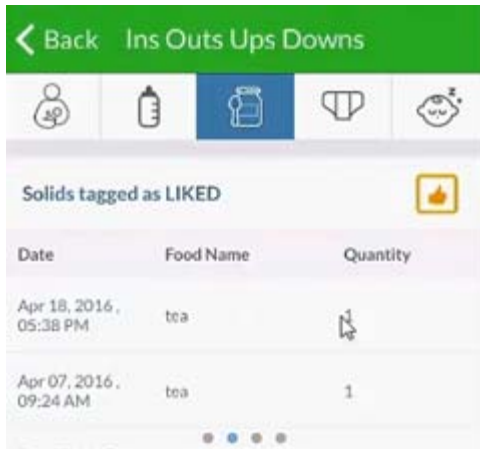 Back Ins Outs Ups Downs
Solids tagged as LIKED
Date Food Name Quantity
Apr 18, 2016, tea 1
05:38 PM
Apr 07, 2016, tea 1
09:24 AM